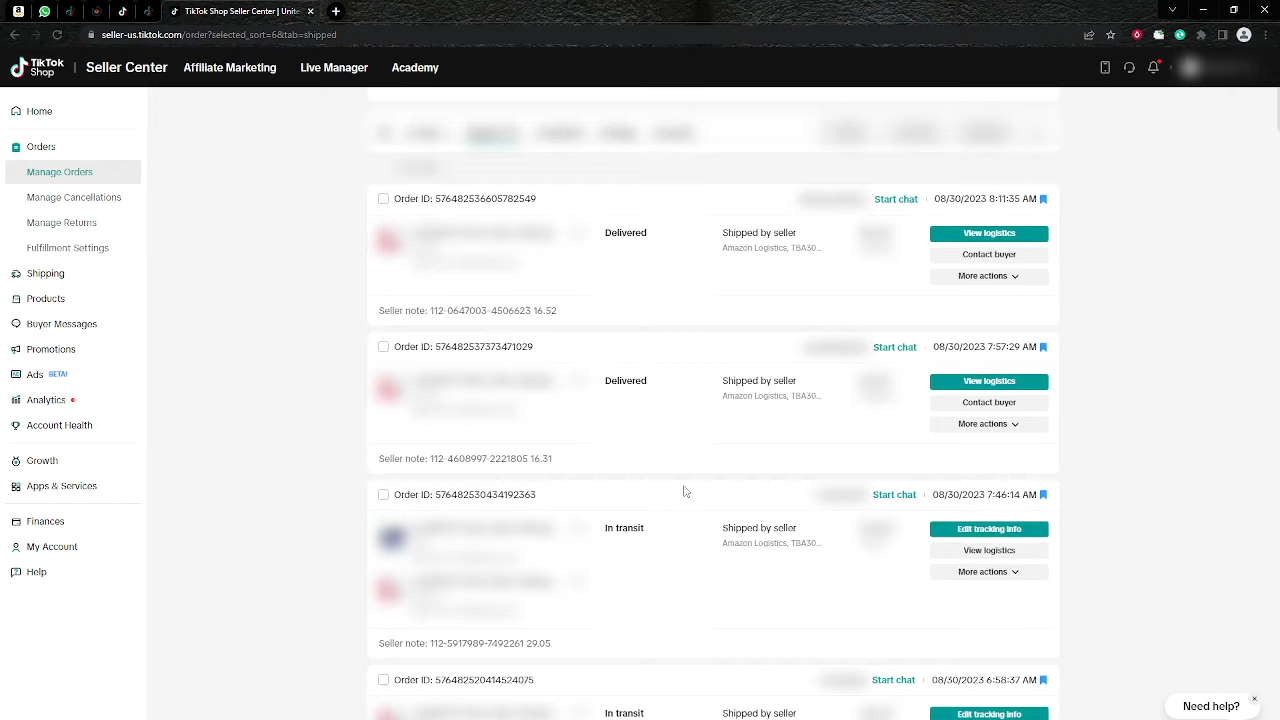 TikTok Seller Center | Unite
seller-us.tiktok.com/order?selected_sort=6&tab=shipped
TikTok Shop | Seller Center Affiliate Marketing Live Manager Academy
Home
Orders
Manage Orders
Manage Cancellations
Manage Returns
Fulfillment Settings
Shipping
Products
Buyer Messages
Promotions
Ads BETA!
Analytics
Account Health
Growth
Apps & Services
Finances
My Account
Help
Order ID: 576482536605782549 Start chat 08/30/2023 8:11:35 AM
Delivered Shipped by seller View logistics
Amazon Logistics, TBA30... Contact buyer
More actions
Seller note: 112-0647003-4506623 16.52
Order ID: 576482537373471029 Start chat 08/30/2023 7:57:29 AM
Delivered Shipped by seller View logistics
Amazon Logistics, TBA30... Contact buyer
More actions
Seller note: 112-4608997-2221805 16.31
Order ID: 576482530434192363 Start chat 08/30/2023 7:46:14 AM
In transit Shipped by seller Edit tracking info
Amazon Logistics, TBA30... View logistics
More actions
Seller note: 112-5917989-7492261 29.05
Order ID: 576482520414524075 Start chat 08/30/2023 6:58:37 AM
In transit Shipped by seller Edit tracking info
Need help?